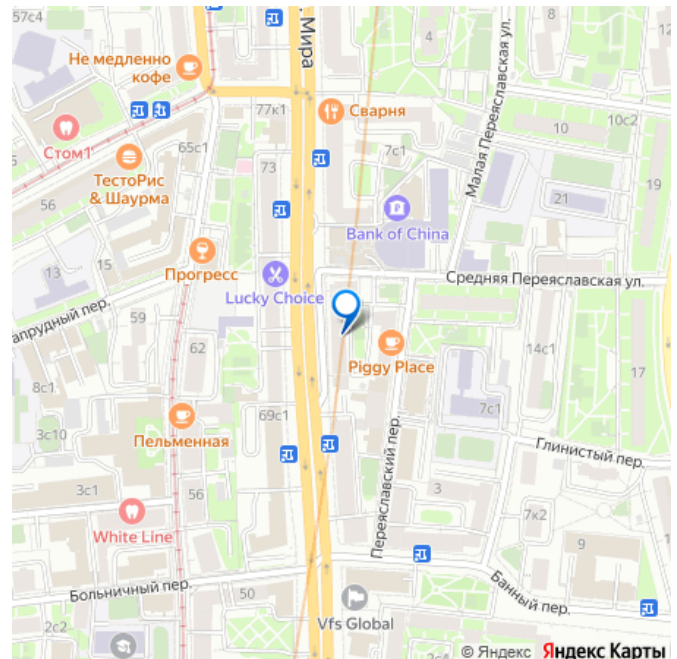 57с4
4
8
Не медленно
кофе
. Мира
77к1
Сварня
10
10с2
Стом1
65с1
7с1
Малая Переяславская ул.
ТестоРис
& Шаурма
73
19
56
21
Bank of China
13
15
Прогресс
Средняя Переяславская ул.
Lucky Choice
апрудный пер.
59
62
Piggy Place
14с1
17
8с1
69с1
7с1
3с10
Пельменная
Глинистый пер.
Переяславский пер.
3с1
56
3
White Line
7к2
9
Больничный пер.
50
Банный пер.
Vfs Global
2с2
© Яндекс Яндекс Карты